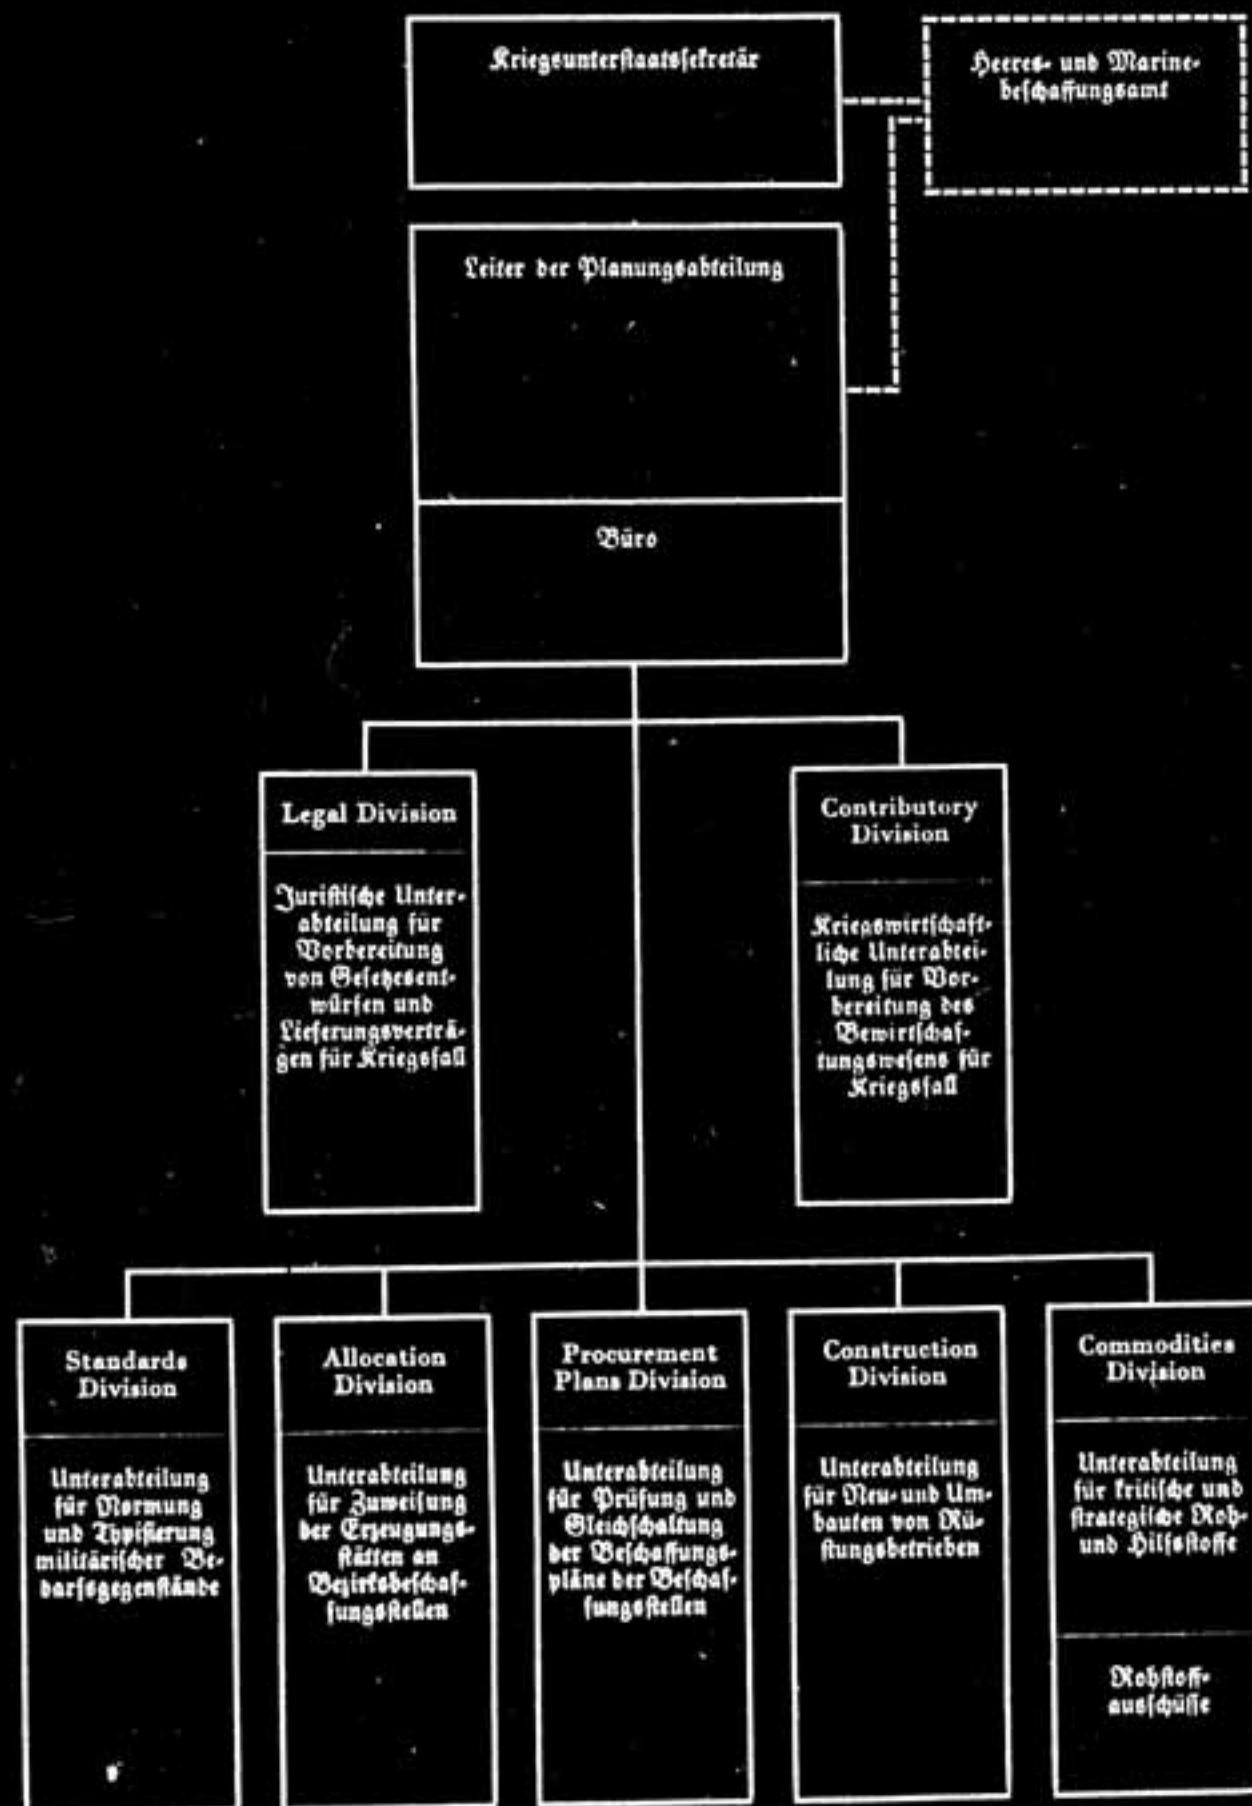 Kriegsunterstaatssekretär
Heeres- und Marine-
beschaffungsamt
Leiter der Planungsabteilung
Büro
Legal Division
Juristische Unter-
abteilung für
Vorbereitung
von Gesetzesent-
würfen und
Lieferungsverträ-
gen für Kriegsfall
Contributory
Division
Kriegswirtschaft-
liche Unterabtei-
lung für Vor-
bereitung des
Bewirtschaf-
tungswesens für
Kriegsfall
Standards
Division
Unterabteilung
für Normung
und Typisierung
militärischer Be-
darfsgegenstände
Allocation
Division
Unterabteilung
für Zuweisung
der Erzeugungs-
stätten an
Bezirksbeschaf-
fungsstellen
Procurement
Plans Division
Unterabteilung
für Prüfung und
Gleichschaltung
der Beschaffungs-
pläne der Beschaf-
fungsstellen
Construction
Division
Unterabteilung
für Neu- und Um-
bauten von Rü-
stungsbetrieben
Commodities
Division
Unterabteilung
für kritische und
strategische Roh-
und Hilfsstoffe
Rohstoff-
ausschüsse